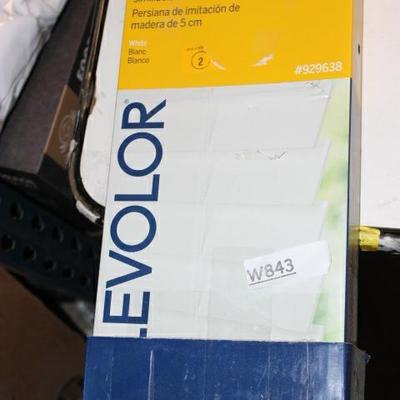 Persiana de imitación de
madera de 5 cm
White
Blanc
Blanco
2
#929638
LEVOLOR
W843